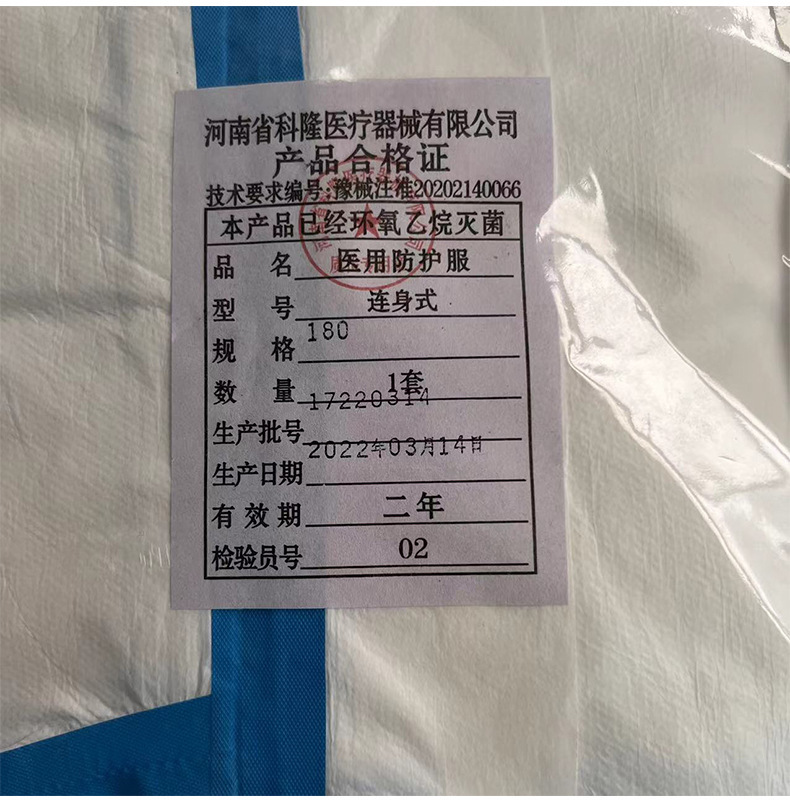 河南省科隆医疗器械有限公司
产品合格证
技术要求编号:豫械注准20202140066
本产品已经环氧乙烷灭菌
品 名 医用防护服
型 号 连身式
规 格 180
数 量 1套
生产批号 17220314
生产日期 2022年03月14日
有效期 二年
检验员号 02